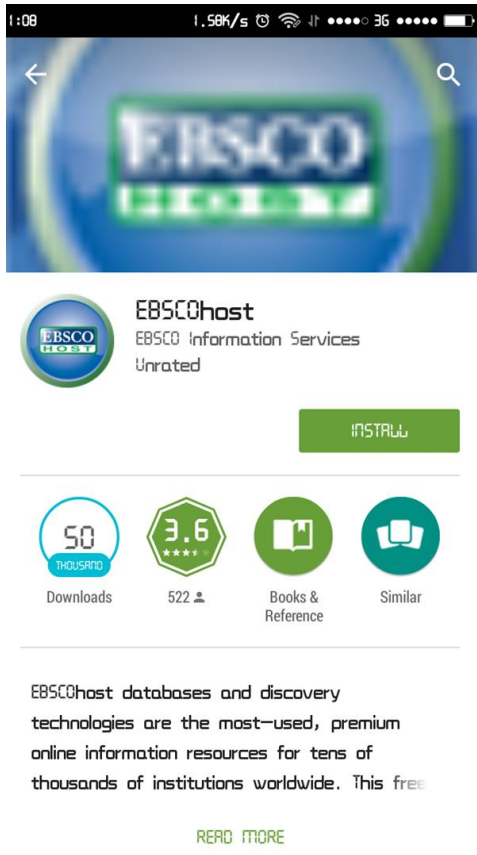 1:08 1.58K/s 3G
EBSCO
HOST
EBSCO
HOST
EBSCOhost
EBSCO Information Services
Unrated
INSTALL
50
THOUSAND
3.6
Downloads
522
Books &
Reference
Similar
EBSCOhost databases and discovery
technologies are the most-used, premium
online information resources for tens of
thousands of institutions worldwide. This free
READ MORE